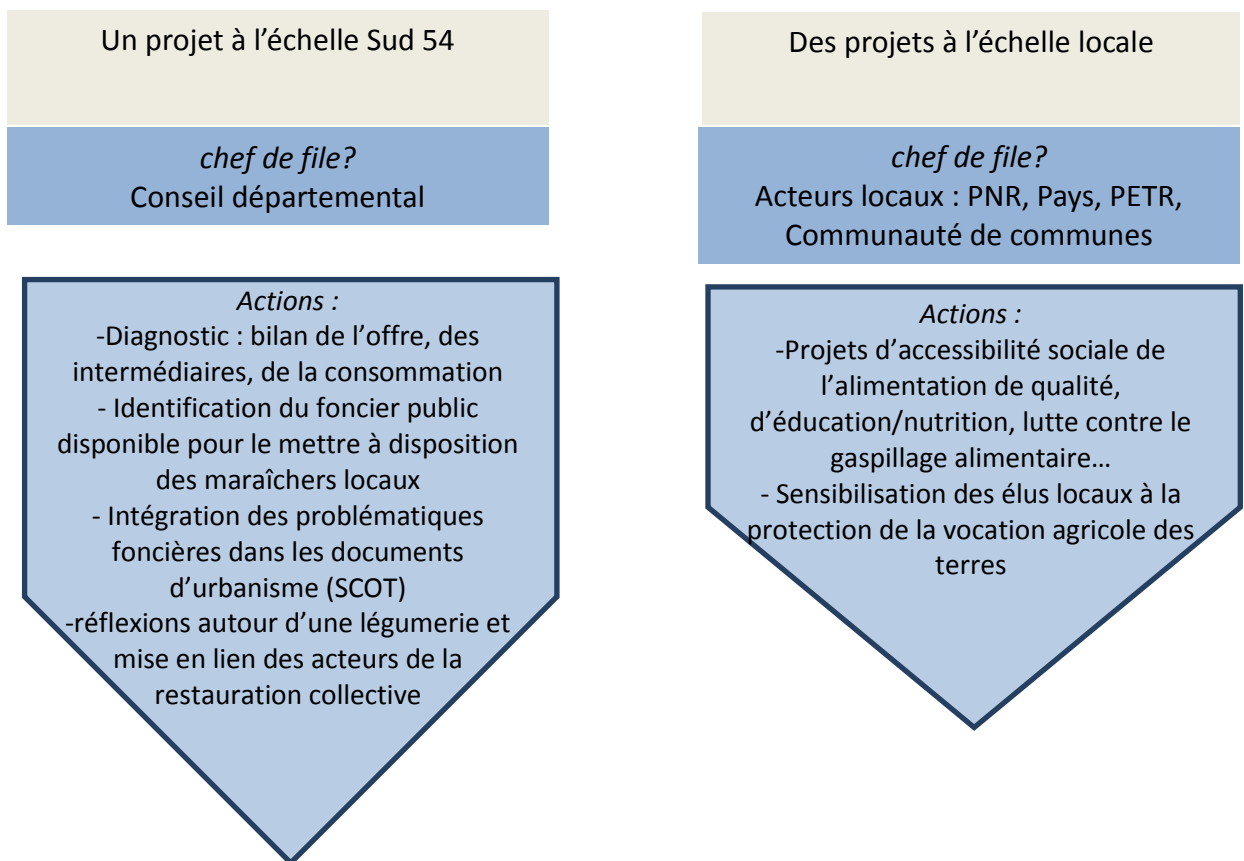 Un projet à l’échelle Sud 54
chef de file?
Conseil départemental
Actions :
-Diagnostic : bilan de l’offre, des
intermédiaires, de la consommation
- Identification du foncier public
disponible pour le mettre à disposition
des maraîchers locaux
- Intégration des problématiques
foncières dans les documents
d’urbanisme (SCOT)
-réflexions autour d’une légumerie et
mise en lien des acteurs de la
restauration collective
Des projets à l’échelle locale
chef de file?
Acteurs locaux : PNR, Pays, PETR,
Communauté de communes
Actions :
-Projets d’accessibilité sociale de
l’alimentation de qualité,
d’éducation/nutrition, lutte contre le
gaspillage alimentaire…
- Sensibilisation des élus locaux à la
protection de la vocation agricole des
terres